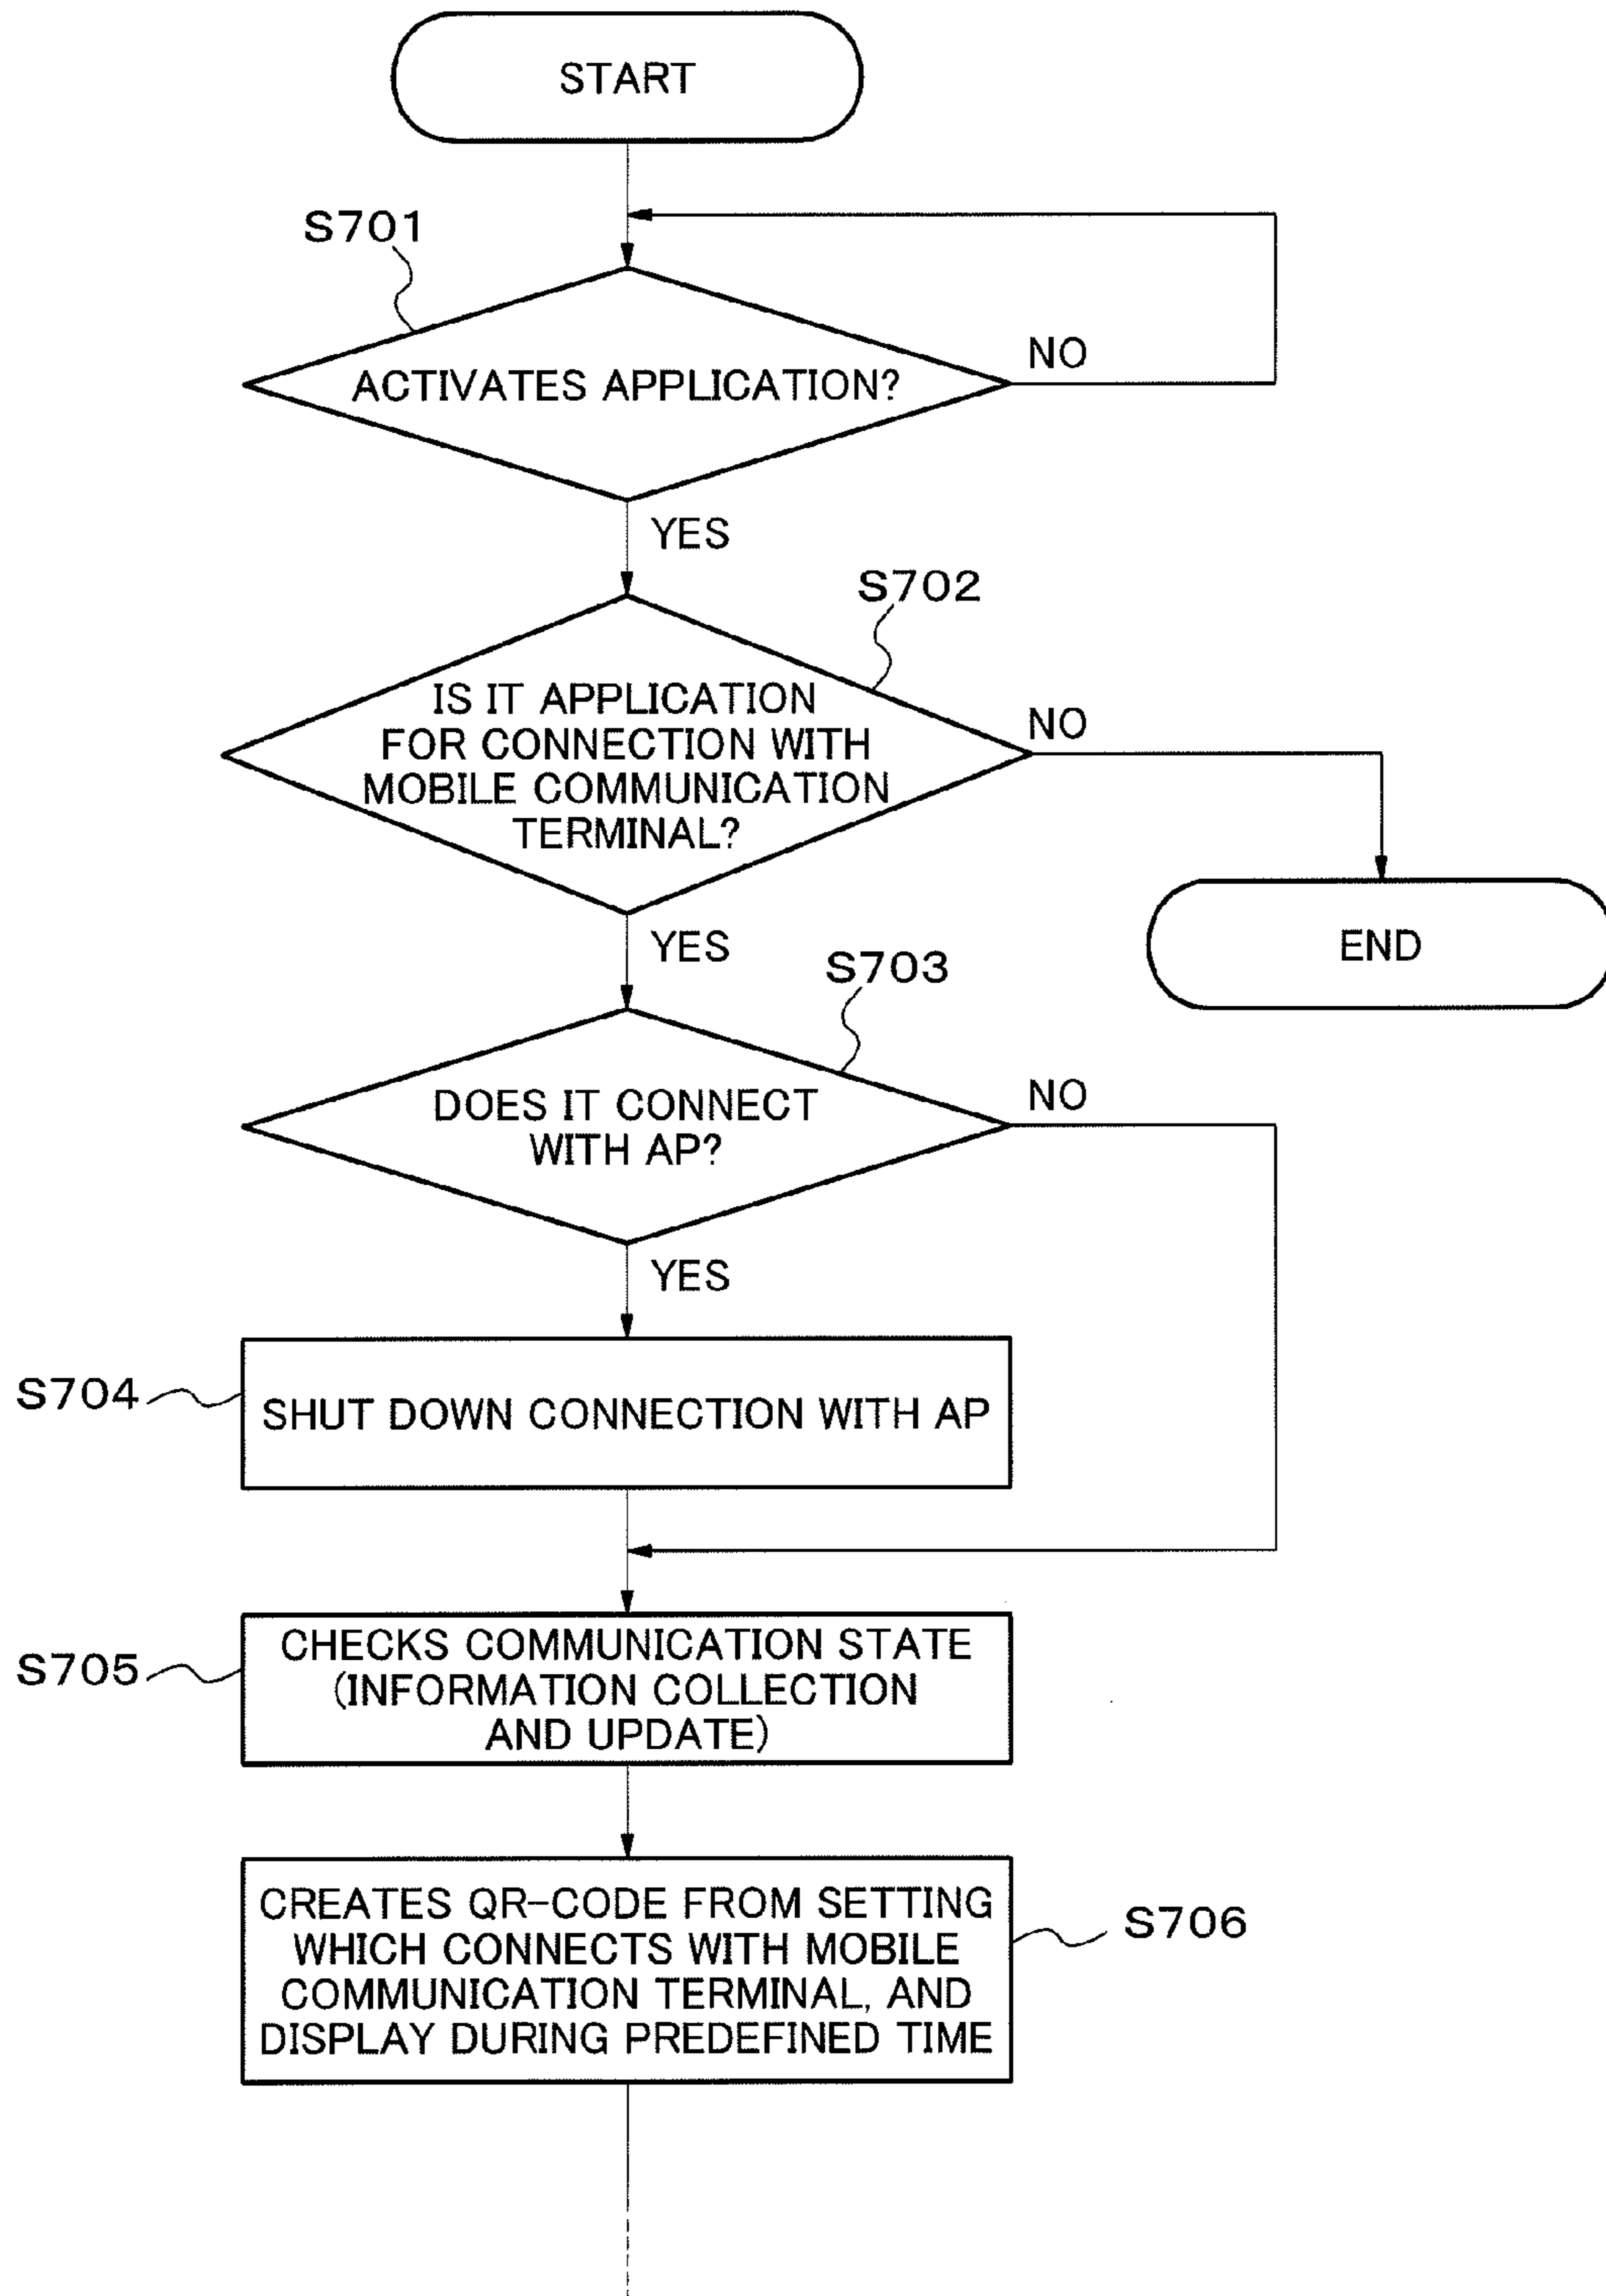 START
S701
ACTIVATES APPLICATION?
NO
YES
S702
IS IT APPLICATION
FOR CONNECTION WITH
MOBILE COMMUNICATION
TERMINAL?
NO
END
YES
S703
DOES IT CONNECT
WITH AP?
NO
YES
S704
SHUT DOWN CONNECTION WITH AP
S705
CHECKS COMMUNICATION STATE
(INFORMATION COLLECTION
AND UPDATE)
S706
CREATES QR-CODE FROM SETTING
WHICH CONNECTS WITH MOBILE
COMMUNICATION TERMINAL, AND
DISPLAY DURING PREDEFINED TIME